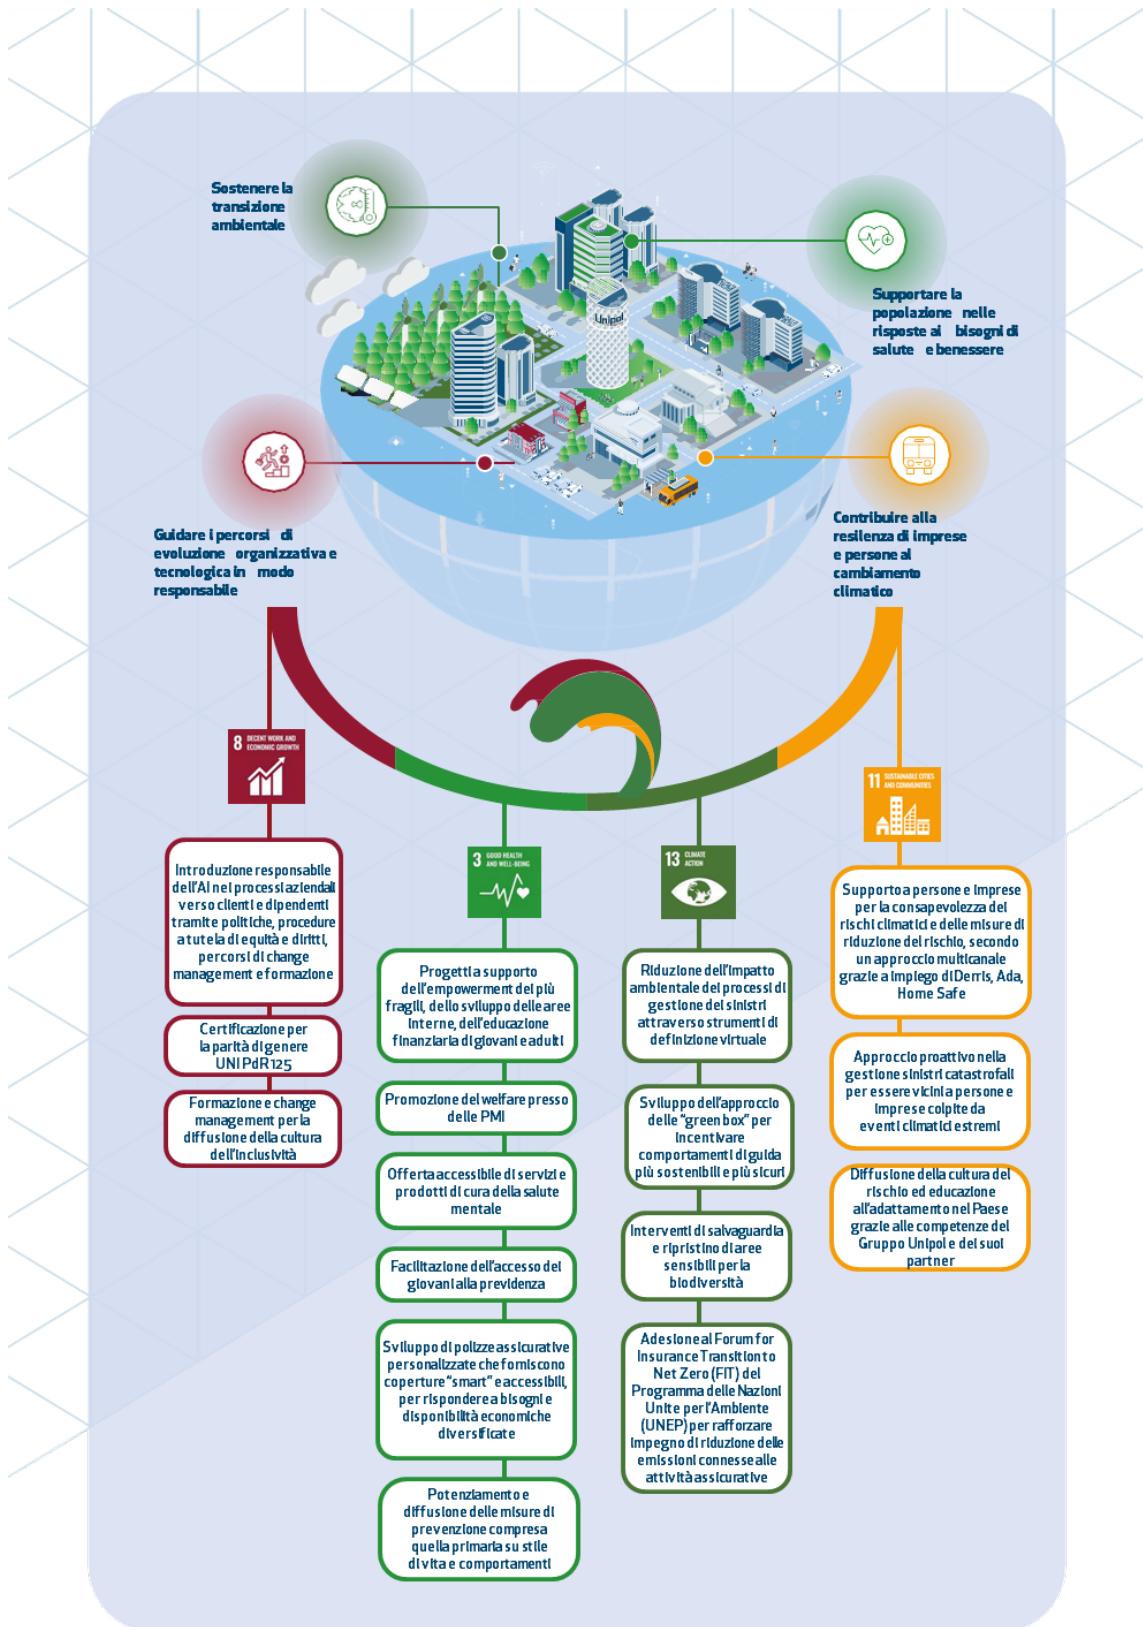 Sostenere la
transizione
ambientale
Unipol
Supportare la
popolazione nelle
risposte ai bisogni di
salute e benessere
Guidare i percorsi di
evoluzione organizzativa e
tecnologica in modo
responsabile
Contribuire alla
resilenza di imprese
e persone al
cambiamento
climatico
8 DECENT WORK AND
ECONOMIC GROWTH
Introduzione responsabile
dell'AI nei processi aziendali
verso clienti e dipendenti
tramite politiche, procedure
a tutela di equità e diritti,
percorsi di change
management e formazione
Certificazione per
la parità di genere
UNI PdR 125
Formazione e change
management per la
diffusione della cultura
dell'inclusività
3 GOOD HEALTH
AND WELL-BEING
Progetti a supporto
dell'empowerment dei più
fragili, dello sviluppo delle aree
interne, dell'educazione
finanziaria di giovani e adulti
Promozione del welfare presso
delle PMI
Offerta accessibile di servizi e
prodotti di cura della salute
mentale
Facilitazione dell'accesso dei
giovani alla previdenza
Sviluppo di polizze assicurative
personalizzate che forniscono
coperture "smart" e accessibili,
per rispondere a bisogni e
disponibilità economiche
diversificate
Potenziamento e
diffusione delle misure di
prevenzione compresa
quella primaria su stile
di vita e comportamenti
13 CLIMATE
ACTION
Riduzione dell'impatto
ambientale dei processi di
gestione dei sinistri
attraverso strumenti di
definizione virtuale
Sviluppo dell'approccio
delle "green box" per
incentivare
comportamenti di guida
più sostenibili e più sicuri
Interventi di salvaguardia
e ripristino di aree
sensibili per la
biodiversità
Adesione al Forum for
Insurance Transition to
Net Zero (FIT) del
Programma delle Nazioni
Unite per l'Ambiente
(UNEP) per rafforzare
impegno di riduzione delle
emissioni connesse alle
attività assicurative
11 SUSTAINABLE CITIES
AND COMMUNITIES
Supporto a persone e imprese
per la consapevolezza dei
rischi climatici e delle misure di
riduzione del rischio, secondo
un approccio multicanale
grazie a impiego di Derris, Ada,
Home Safe
Approccio proattivo nella
gestione sinistri catastrofali
per essere vicini a persone e
imprese colpite da
eventi climatici estremi
Diffusione della cultura del
rischio ed educazione
all'adattamento nel Paese
grazie alle competenze del
Gruppo Unipol e dei suoi
partner